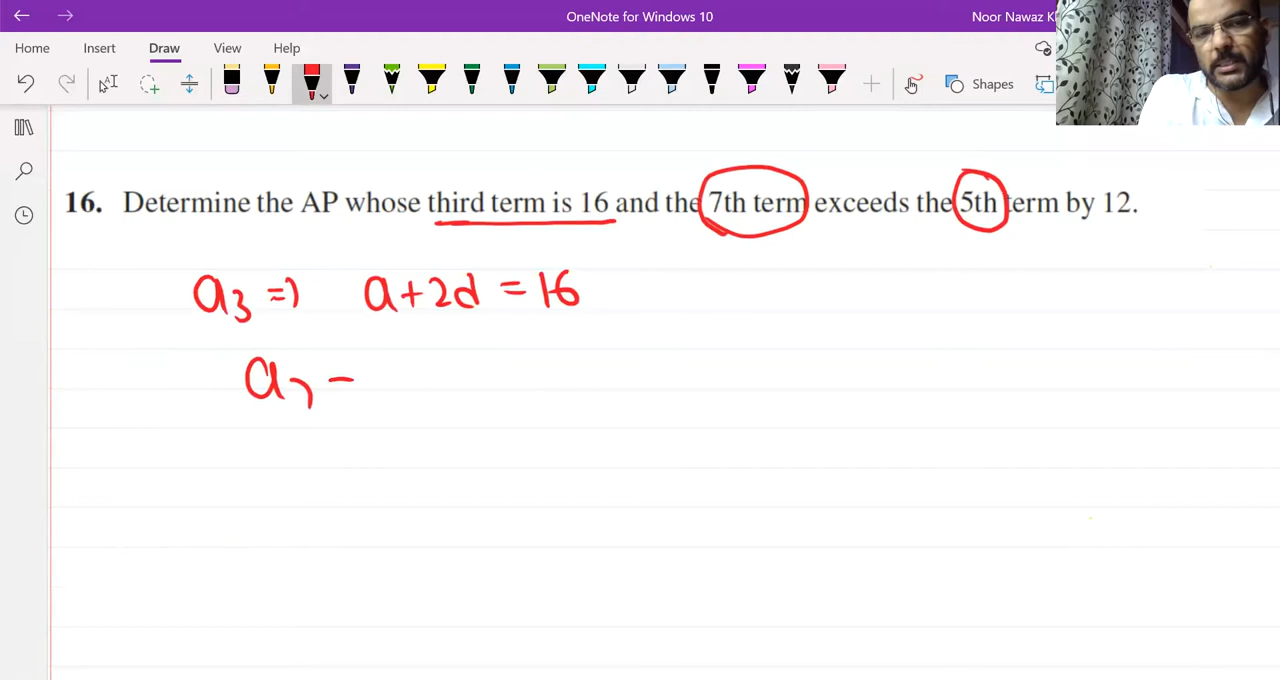 OneNote for Windows 10
Noor Nawaz
Home Insert Draw View Help
Shapes
16. Determine the AP whose third term is 16 and the 7th term exceeds the 5th term by 12.
a₃ ⇒ a+2d = 16
a₇ -